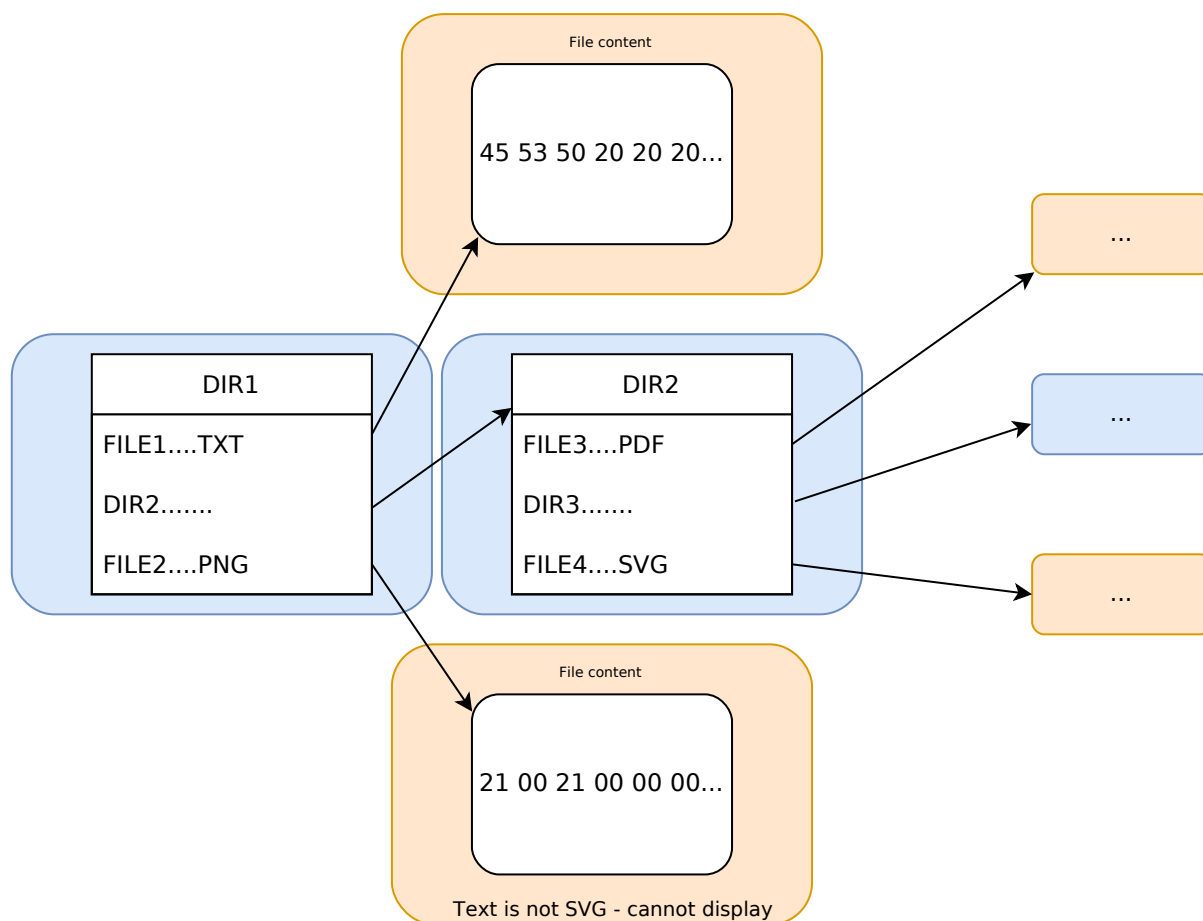 File content
45 53 50 20 20 20...
...
DIR1
FILE1....TXT
DIR2.......
FILE2....PNG
DIR2
FILE3....PDF
DIR3.......
FILE4....SVG
...
...
File content
21 00 21 00 00 00...
Text is not SVG - cannot display